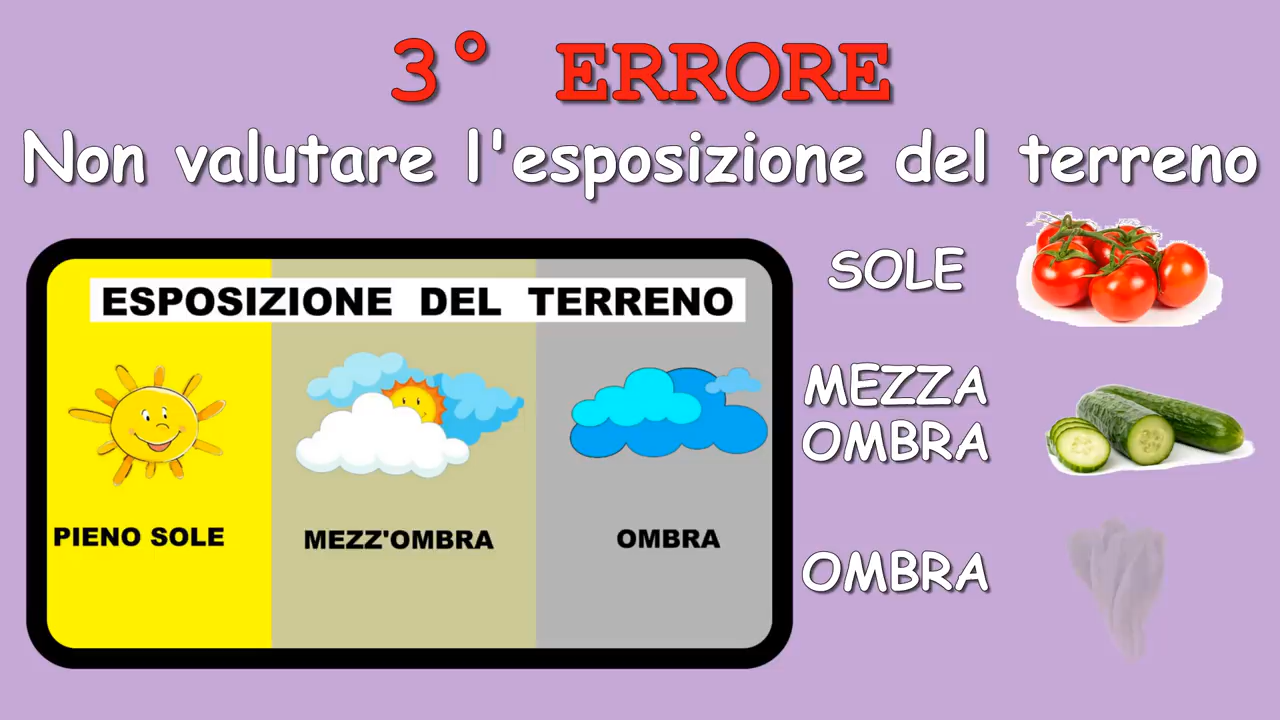 3° ERRORE
Non valutare l'esposizione del terreno
ESPOSIZIONE DEL TERRENO
PIENO SOLE
MEZZ'OMBRA
OMBRA
SOLE
MEZZA
OMBRA
OMBRA